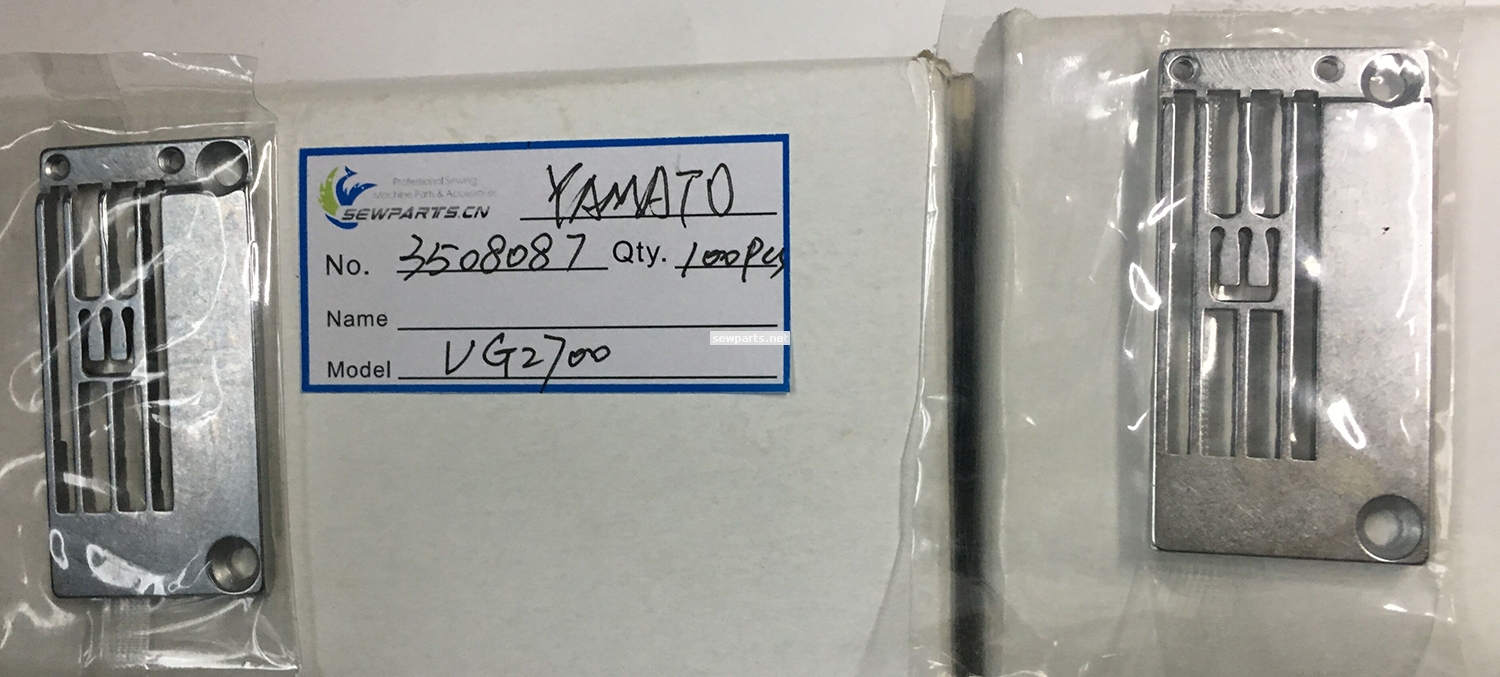 Professional Sewing
Machine Parts & Accessories
SEWPARTS.CN
YAMATO
No. 3508087 Qty. 100pcs
Name
sewparts.net
Model VG2700